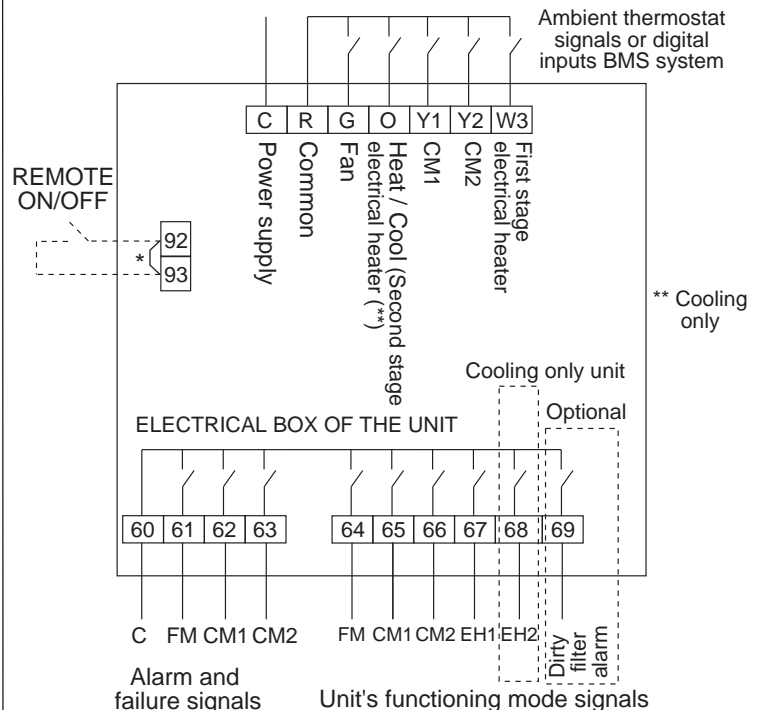 Ambient thermostat
signals or digital
inputs BMS system
C R G O Y1 Y2 W3
Power supply
Common
Fan
Heat / Cool (Second stage
electrical heater (**)
CM1
CM2
First stage
electrical heater
REMOTE
ON/OFF
92
*
93
** Cooling
only
Cooling only unit
Optional
ELECTRICAL BOX OF THE UNIT
60 61 62 63 64 65 66 67 68 69
C FM CM1 CM2 FM CM1 CM2 EH1 EH2
Dirty
filter
alarm
Alarm and
failure signals
Unit's functioning mode signals